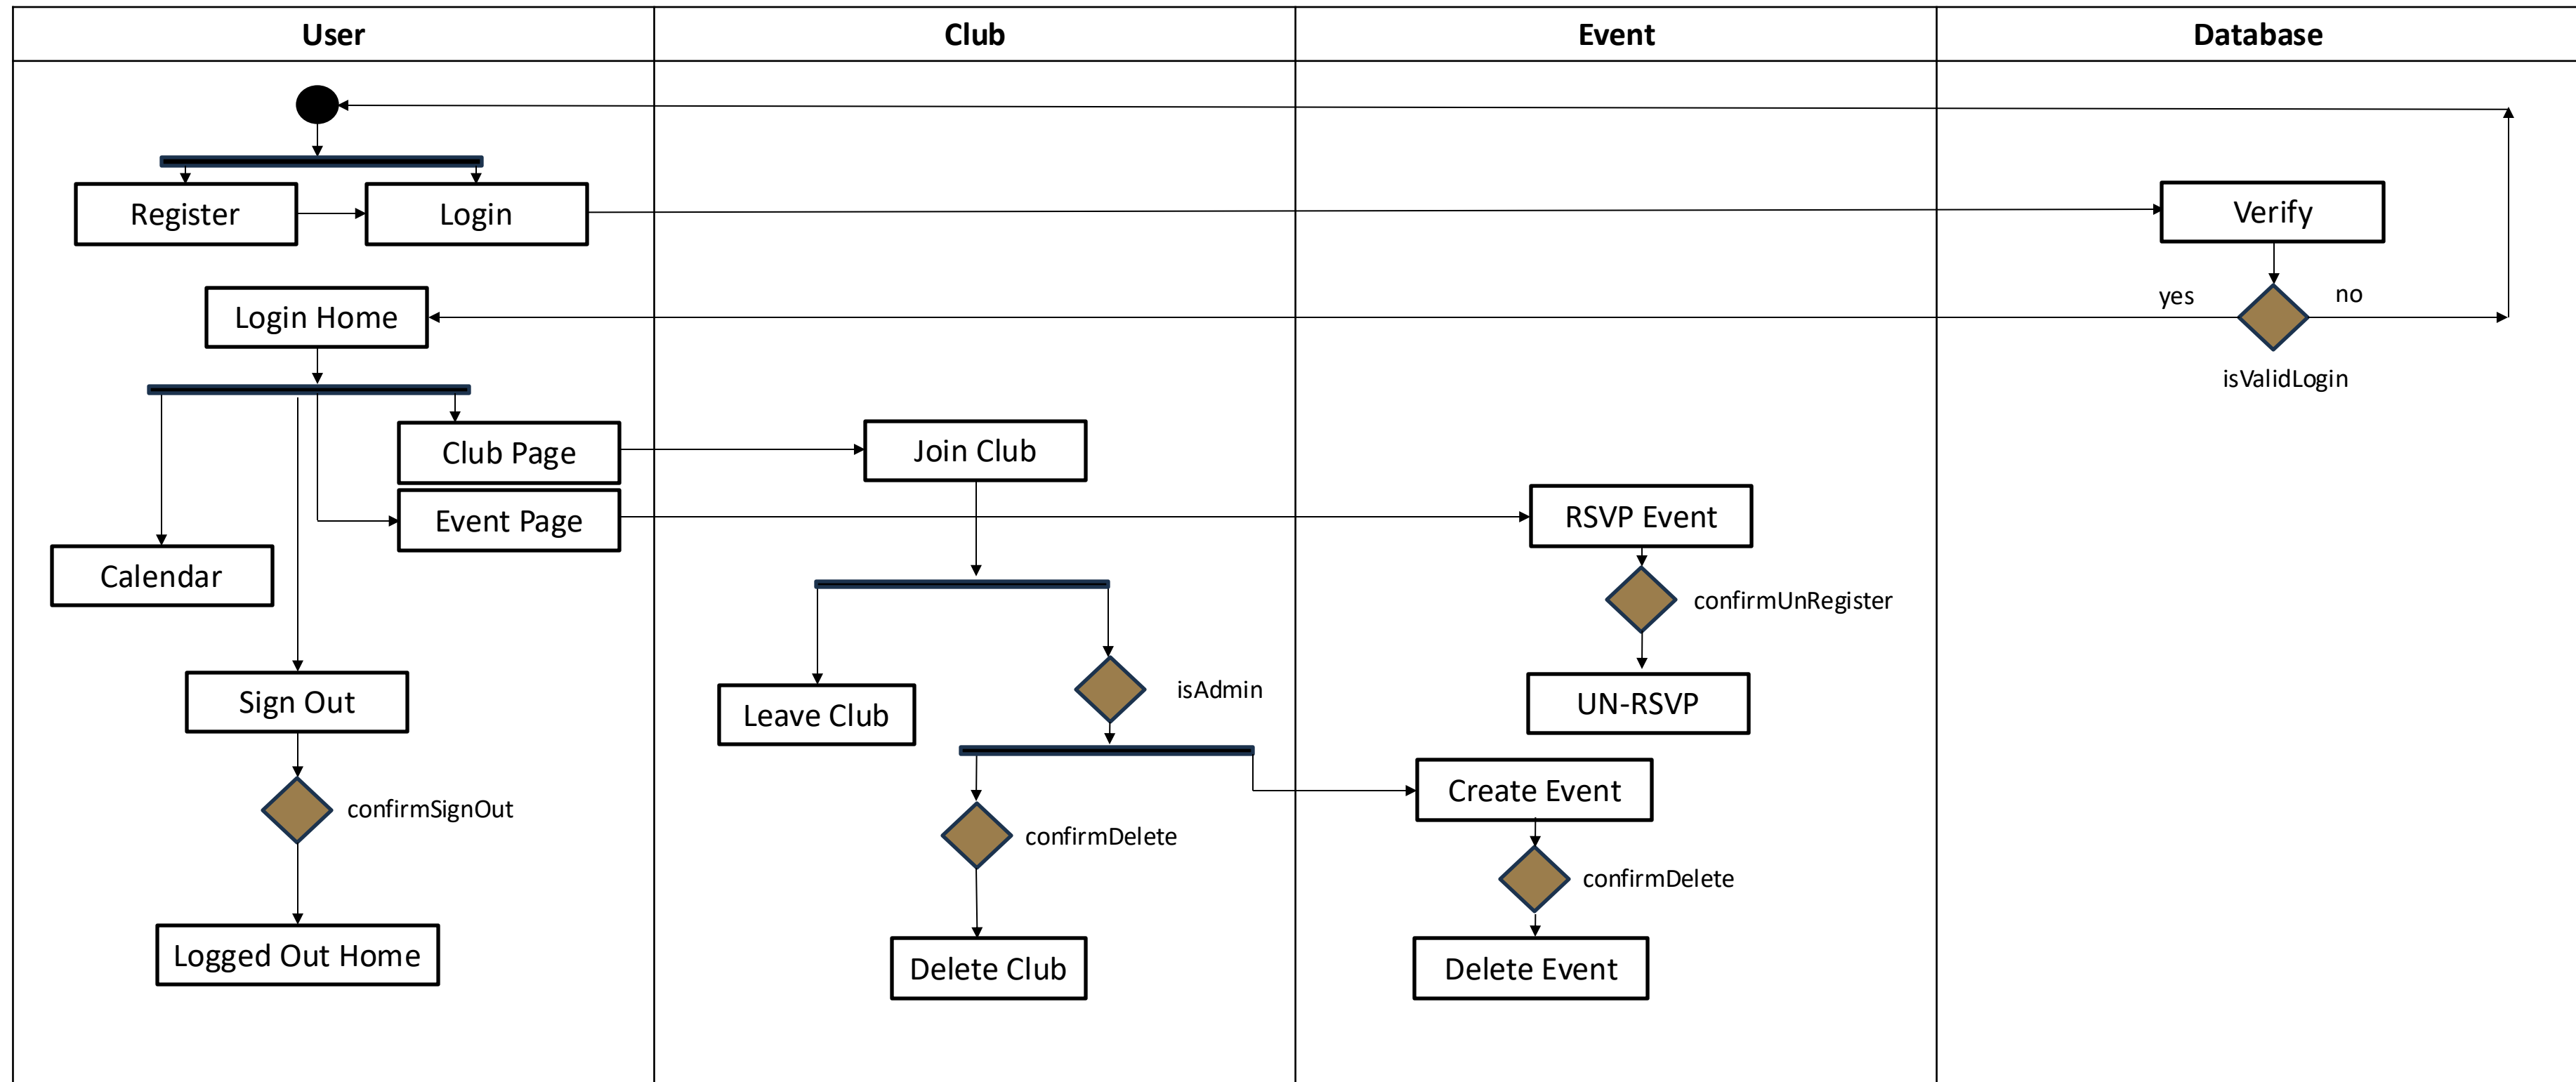 User
Club
Event
Database
Register
Login
Verify
Login Home
yes
no
isValidLogin
Club Page
Join Club
Event Page
RSVP Event
Calendar
confirmUnRegister
Sign Out
Leave Club
isAdmin
UN-RSVP
confirmSignOut
Create Event
confirmDelete
confirmDelete
Logged Out Home
Delete Club
Delete Event